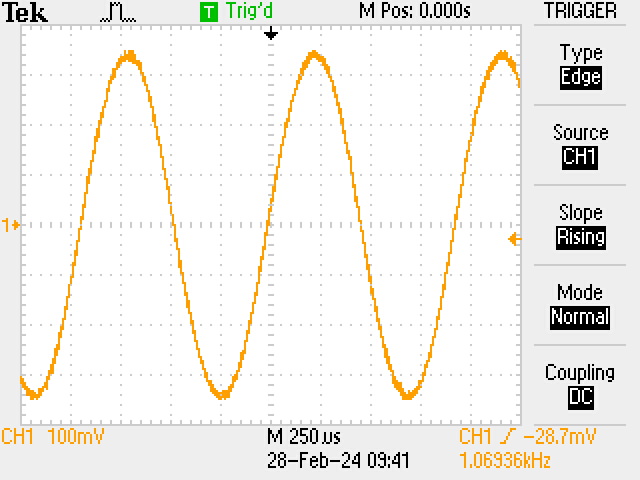 Tek T Trig'd M Pos: 0.000s TRIGGER
Type
Edge
Source
CH1
Slope
Rising
Mode
Normal
Coupling
DC
1
CH1 100mV M 250µs CH1 -28.7mV
28-Feb-24 09:41 1.06936kHz